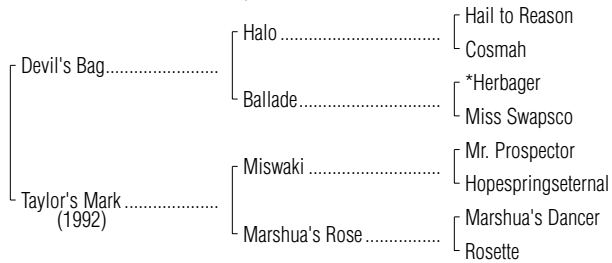 Hail to Reason
Halo ..............................
Cosmah
Devil's Bag.....................
*Herbager
Ballade..........................
Miss Swapsco
Mr. Prospector
Miswaki ........................
Hopespringseternal
Taylor's Mark ..................
(1992)
Marshua's Dancer
Marshua's Rose ..............
Rosette